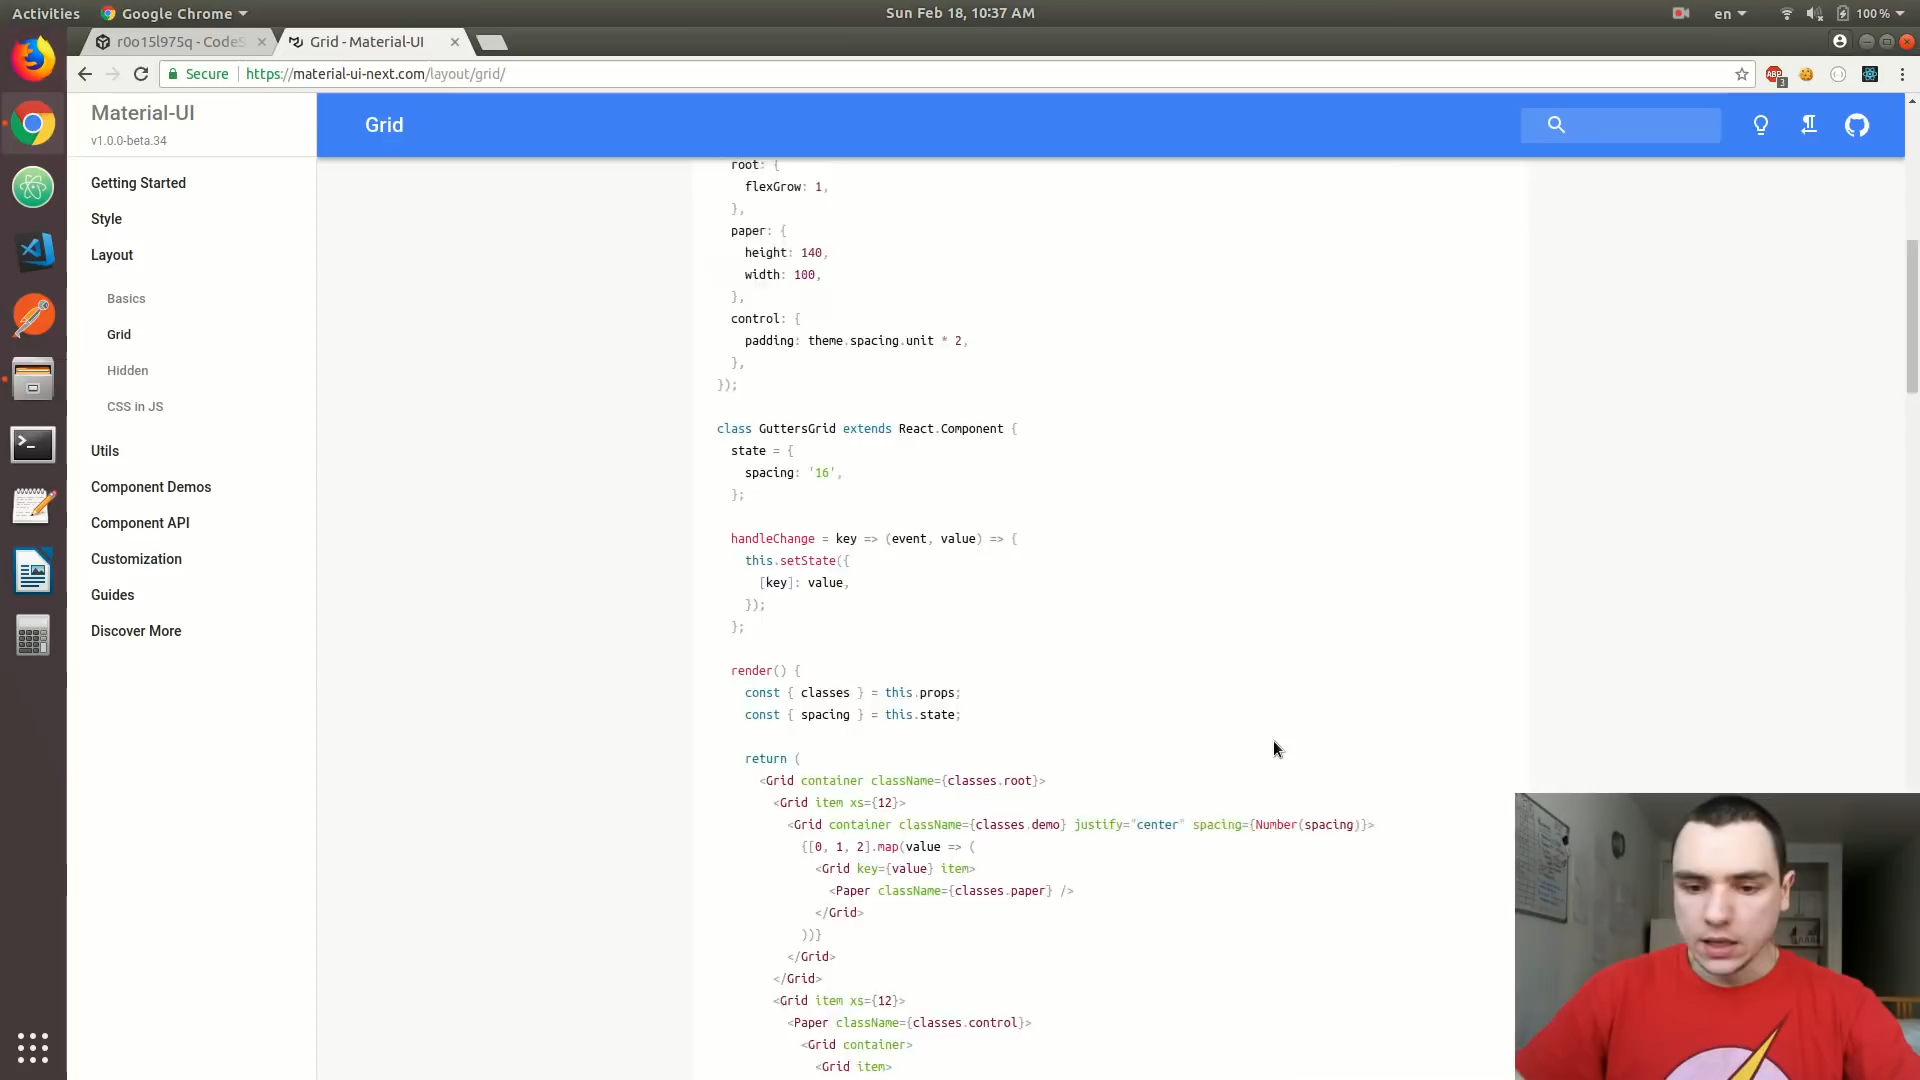 Activities
Google Chrome
Sun Feb 18, 10:37 AM
en
100 %
r0o15l975q - CodeS
Grid - Material-UI
Secure
https://material-ui-next.com/layout/grid/
ABP
3
Material-UI
v1.0.0-beta.34
Grid
Getting Started
Style
Layout
Basics
Grid
Hidden
CSS in JS
Utils
Component Demos
Component API
Customization
Guides
Discover More
root: {
flexGrow: 1,
},
paper: {
height: 140,
width: 100,
},
control: {
padding: theme.spacing.unit * 2,
},
});
class GuttersGrid extends React.Component {
state = {
spacing: '16',
};
handleChange = key => (event, value) => {
this.setState({
[key]: value,
});
};
render() {
const { classes } = this.props;
const { spacing } = this.state;
return (
<Grid container className={classes.root}>
<Grid item xs={12}>
<Grid container className={classes.demo} justify="center" spacing={Number(spacing)}>
{[0, 1, 2].map(value => (
<Grid key={value} item>
<Paper className={classes.paper} />
</Grid>
))}
</Grid>
</Grid>
<Grid item xs={12}>
<Paper className={classes.control}>
<Grid container>
<Grid item>